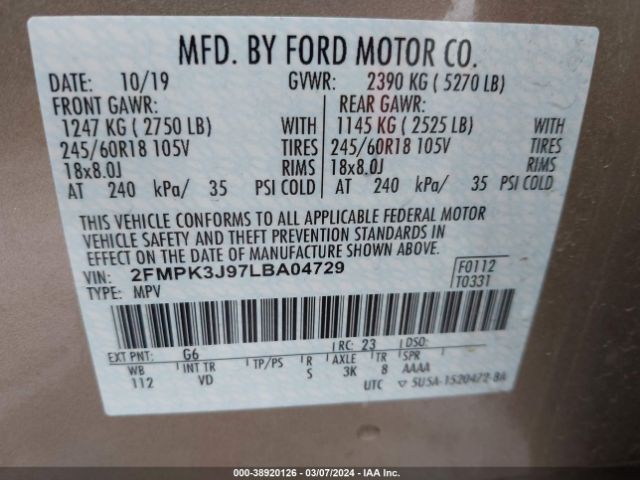 MFD. BY FORD MOTOR CO.
DATE: 10/19 GVWR: 2390 KG ( 5270 LB)
FRONT GAWR: REAR GAWR:
1247 KG ( 2750 LB) WITH 1145 KG ( 2525 LB) WITH
245/60R18 105V TIRES 245/60R18 105V TIRES
18x8.0J RIMS 18x8.0J RIMS
AT 240 kPa/ 35 PSI COLD AT 240 kPa/ 35 PSI COLD
THIS VEHICLE CONFORMS TO ALL APPLICABLE FEDERAL MOTOR
VEHICLE SAFETY AND THEFT PREVENTION STANDARDS IN
EFFECT ON THE DATE OF MANUFACTURE SHOWN ABOVE.
VIN: 2FMPK3J97LBA04729 F0112
TYPE: MPV T0331
EXT PNT: G6 RC: 23 DSO:
WB INT TR TP/PS R AXLE TR SPR
112 VD 5 3K 8 AAAA
UTC ▽ 5U5A-1520472-BA
000-38920126 - 03/07/2024 - IAA Inc.